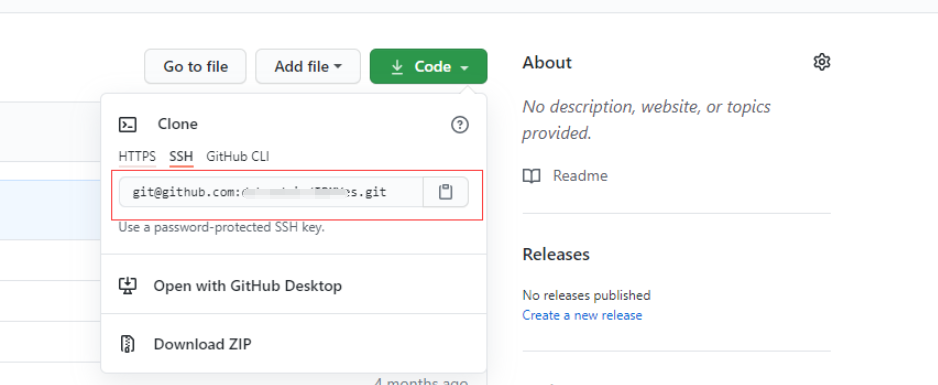 Go to file
Add file
Code
Clone
HTTPS SSH GitHub CLI
git@github.com: s.git
Use a password-protected SSH key.
Open with GitHub Desktop
Download ZIP
4 months ago
About
No description, website, or topics
provided.
Readme
Releases
No releases published
Create a new release